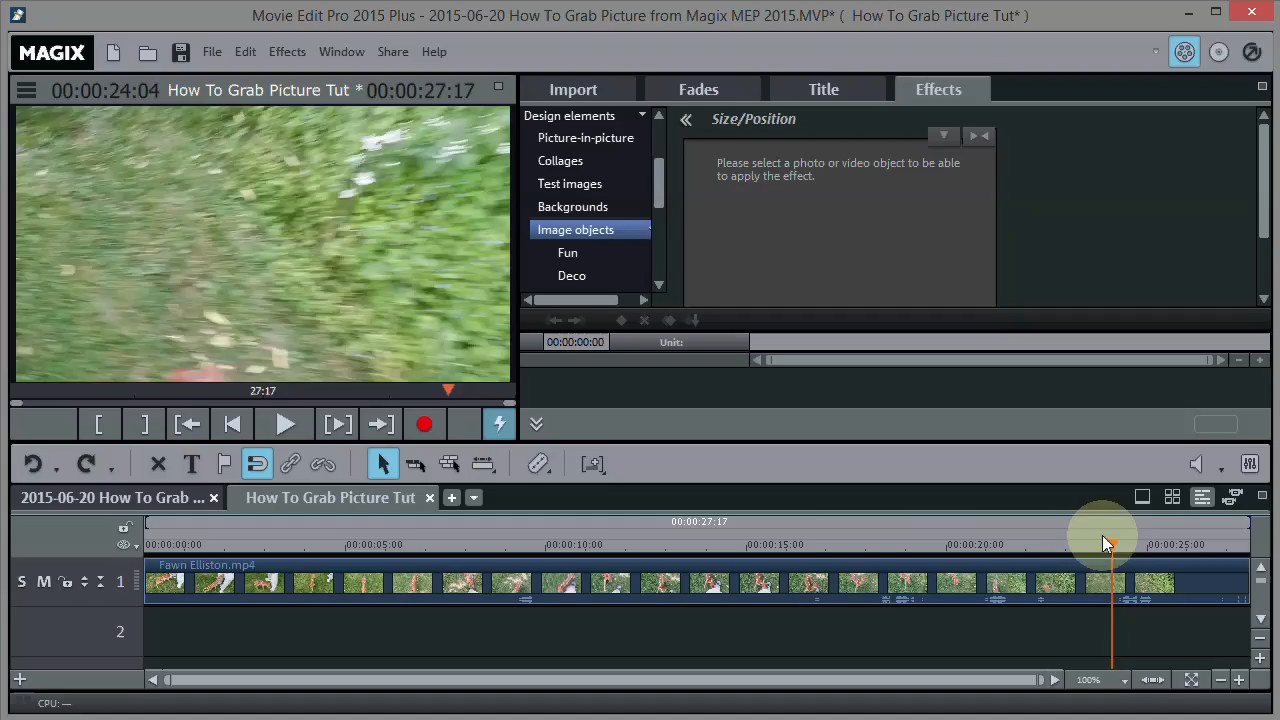 Movie Edit Pro 2015 Plus - 2015-06-20 How To Grab Picture from Magix MEP 2015.MVP* ( How To Grab Picture Tut* )
MAGIX File Edit Effects Window Share Help
00:00:24:04 How To Grab Picture Tut * 00:00:27:17
Import Fades Title Effects
Design elements
Picture-in-picture
Collages
Test images
Backgrounds
Image objects
Fun
Deco
Size/Position
Please select a photo or video object to be able
to apply the effect.
00:00:00:00 Unit:
27:17
2015-06-20 How To Grab ... How To Grab Picture Tut
00:00:27:17
00:00:00:00 00:00:05:00 00:00:10:00 00:00:15:00 00:00:20:00 00:00:25:00
Fawn Elliston.mp4
S M 1
2
100%
CPU: —